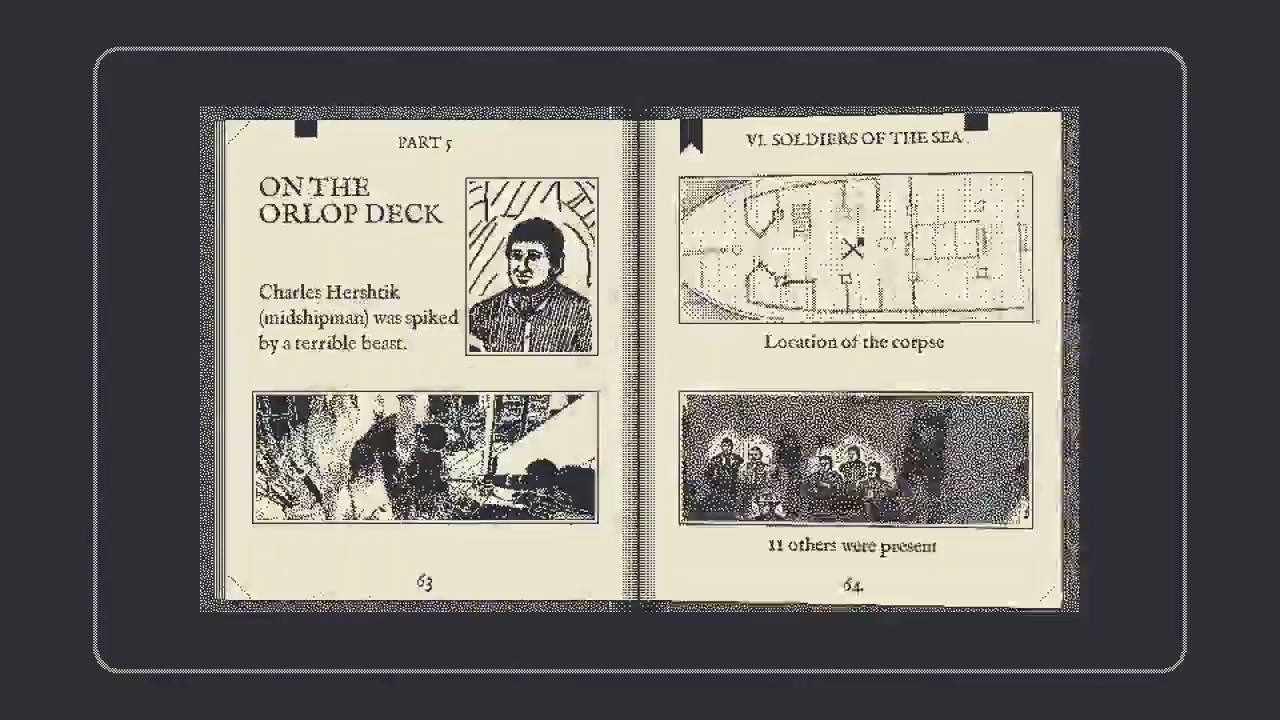 PART 5
ON THE
ORLOP DECK
Charles Hershtik
(midshipman) was spiked
by a terrible beast.
63
VI. SOLDIERS OF THE SEA
Location of the corpse
11 others were present
64